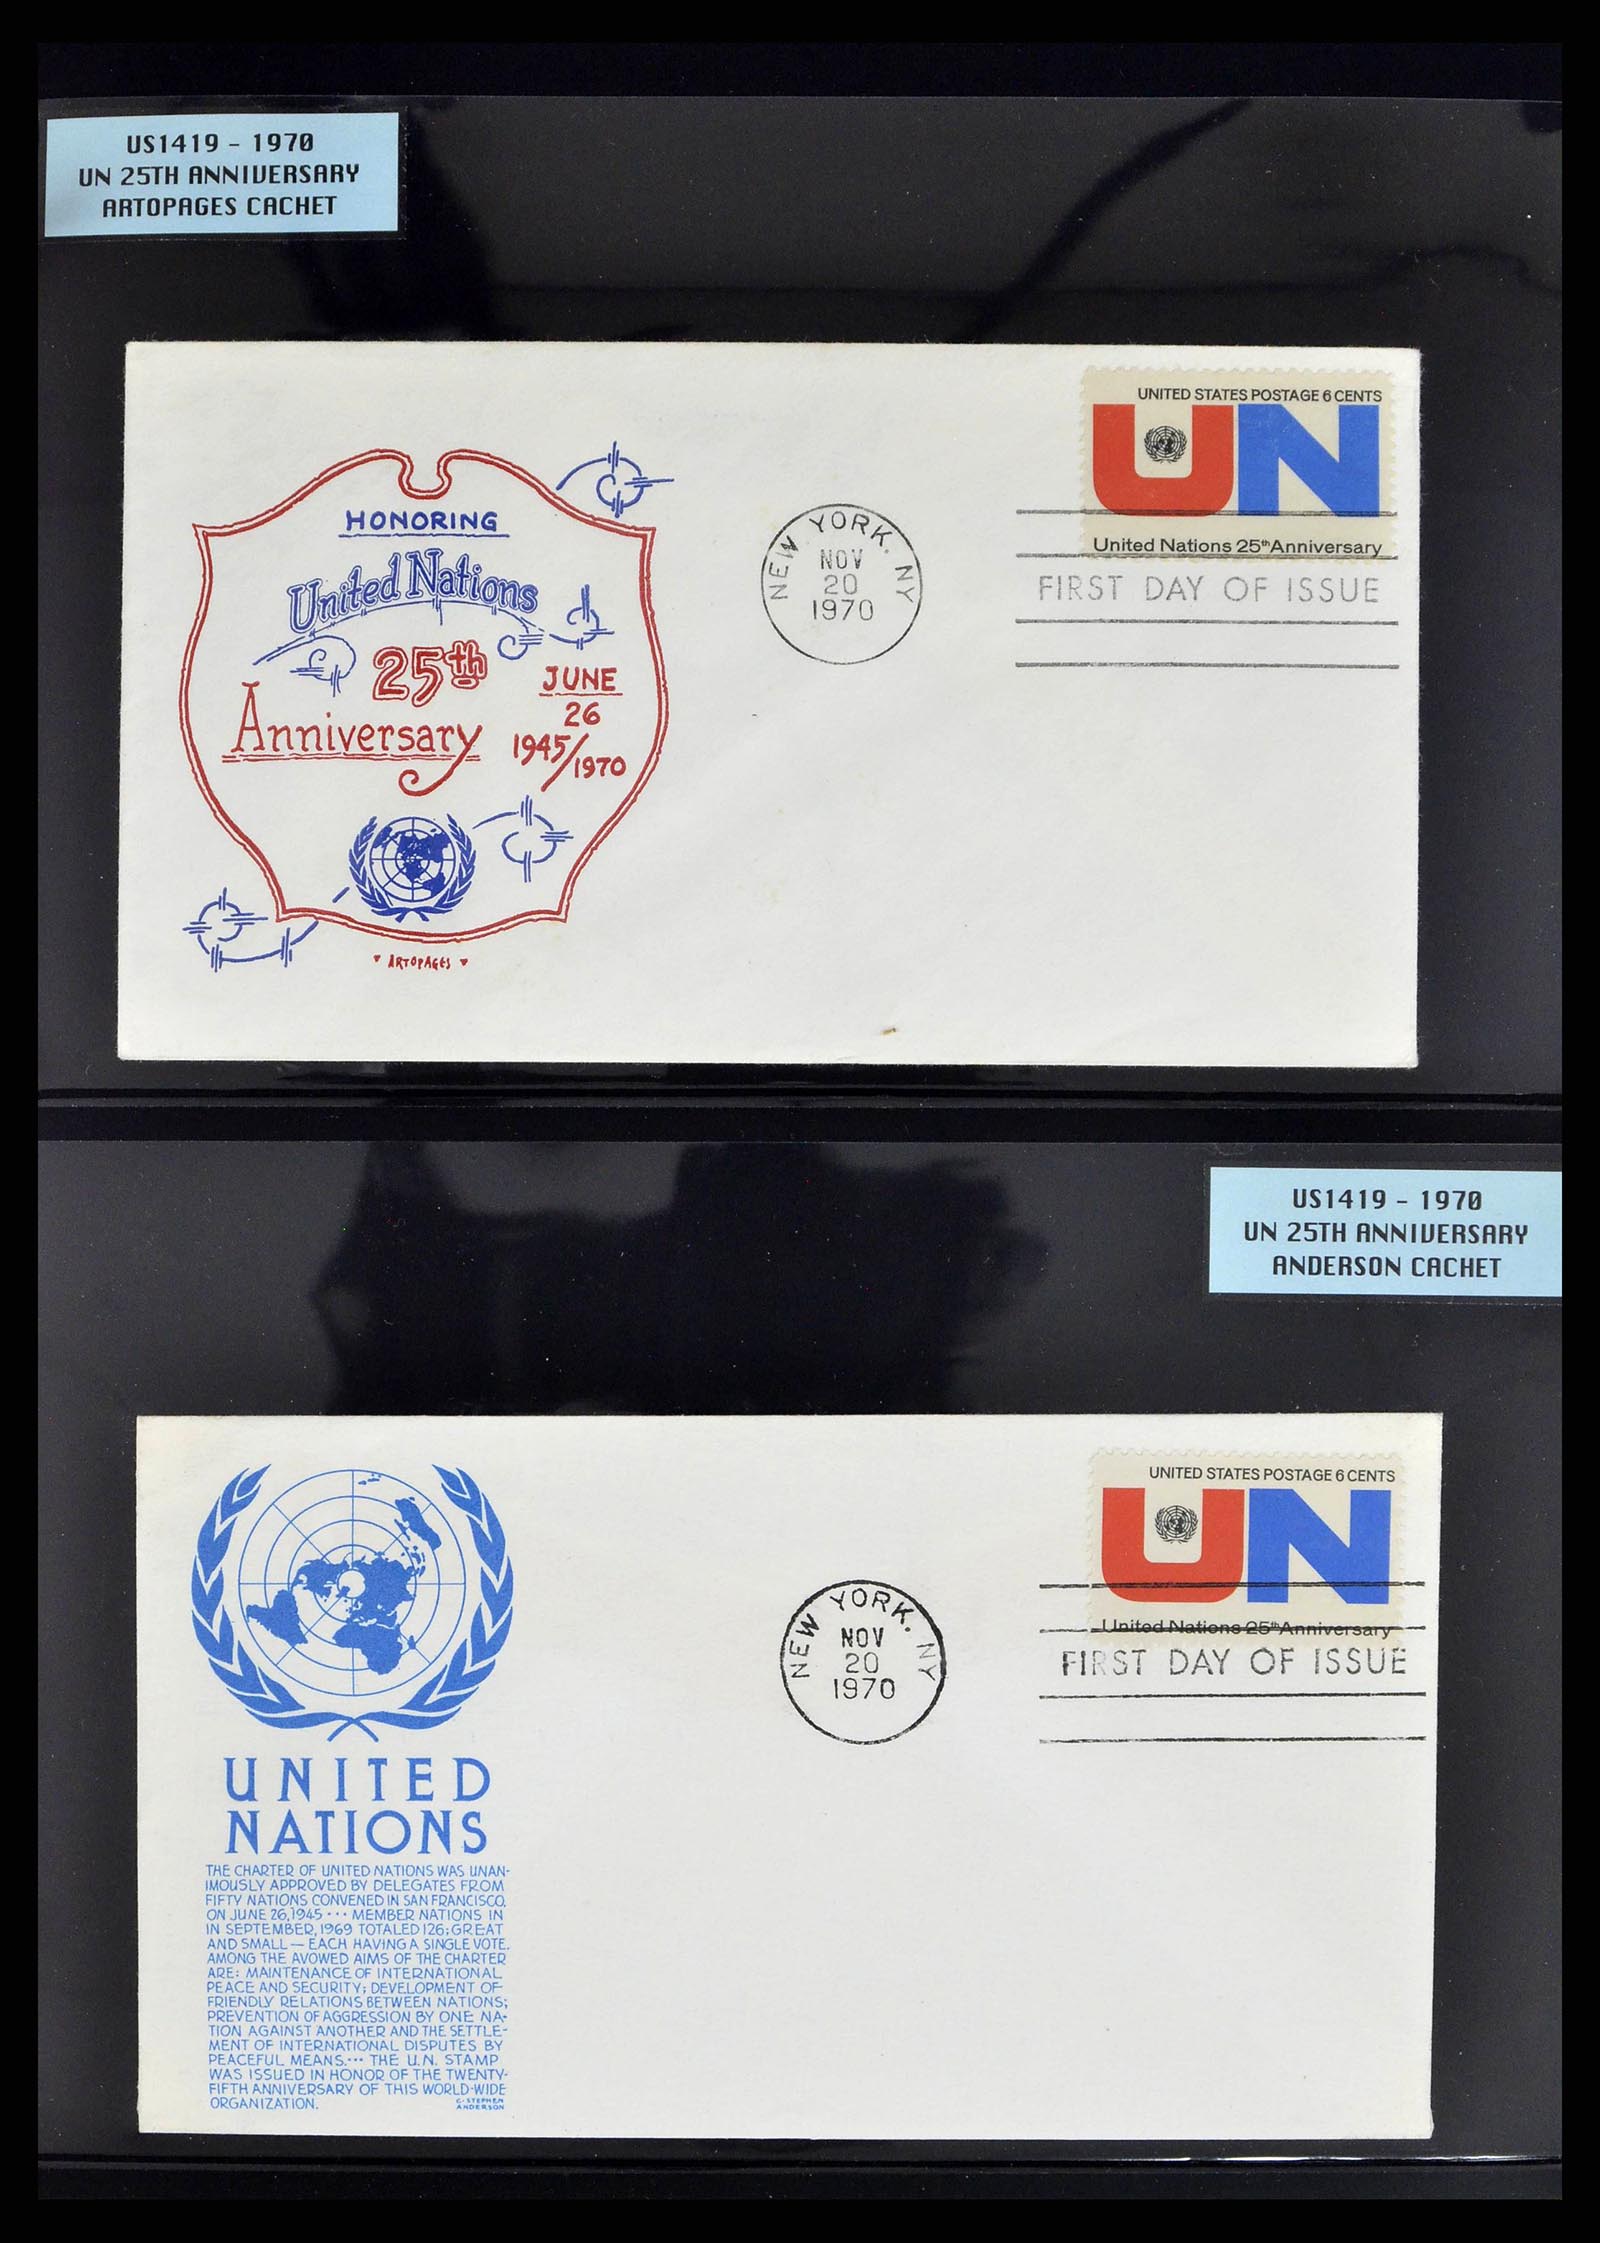 US1419 - 1970
UN 25TH ANNIVERSARY
ARTOPAGES CACHET
UNITED STATES POSTAGE 6 CENTS
UN
United Nations 25th Anniversary
NEW YORK, NY
NOV
20
1970
FIRST DAY OF ISSUE
HONORING
United Nations
25th
Anniversary
JUNE
26
1945/1970
ARTOPAGES
US1419 - 1970
UN 25TH ANNIVERSARY
ANDERSON CACHET
UNITED STATES POSTAGE 6 CENTS
UN
United Nations 25th Anniversary
NEW YORK, NY
NOV
20
1970
FIRST DAY OF ISSUE
UNITED
NATIONS
THE CHARTER OF UNITED NATIONS WAS UNAN-
IMOUSLY APPROVED BY DELEGATES FROM
FIFTY NATIONS CONVENED IN SAN FRANCISCO,
ON JUNE 26, 1945 ··· MEMBER NATIONS IN
IN SEPTEMBER, 1969 TOTALED 126; GREAT
AND SMALL — EACH HAVING A SINGLE VOTE.
AMONG THE AVOWED AIMS OF THE CHARTER
ARE: MAINTENANCE OF INTERNATIONAL
PEACE AND SECURITY; DEVELOPMENT OF
FRIENDLY RELATIONS BETWEEN NATIONS;
PREVENTION OF AGGRESSION BY ONE NA-
TION AGAINST ANOTHER AND THE SETTLE-
MENT OF INTERNATIONAL DISPUTES BY
PEACEFUL MEANS.··· THE U.N. STAMP
WAS ISSUED IN HONOR OF THE TWENTY-
FIFTH ANNIVERSARY OF THIS WORLD-WIDE
ORGANIZATION.
C. STEPHEN
ANDERSON